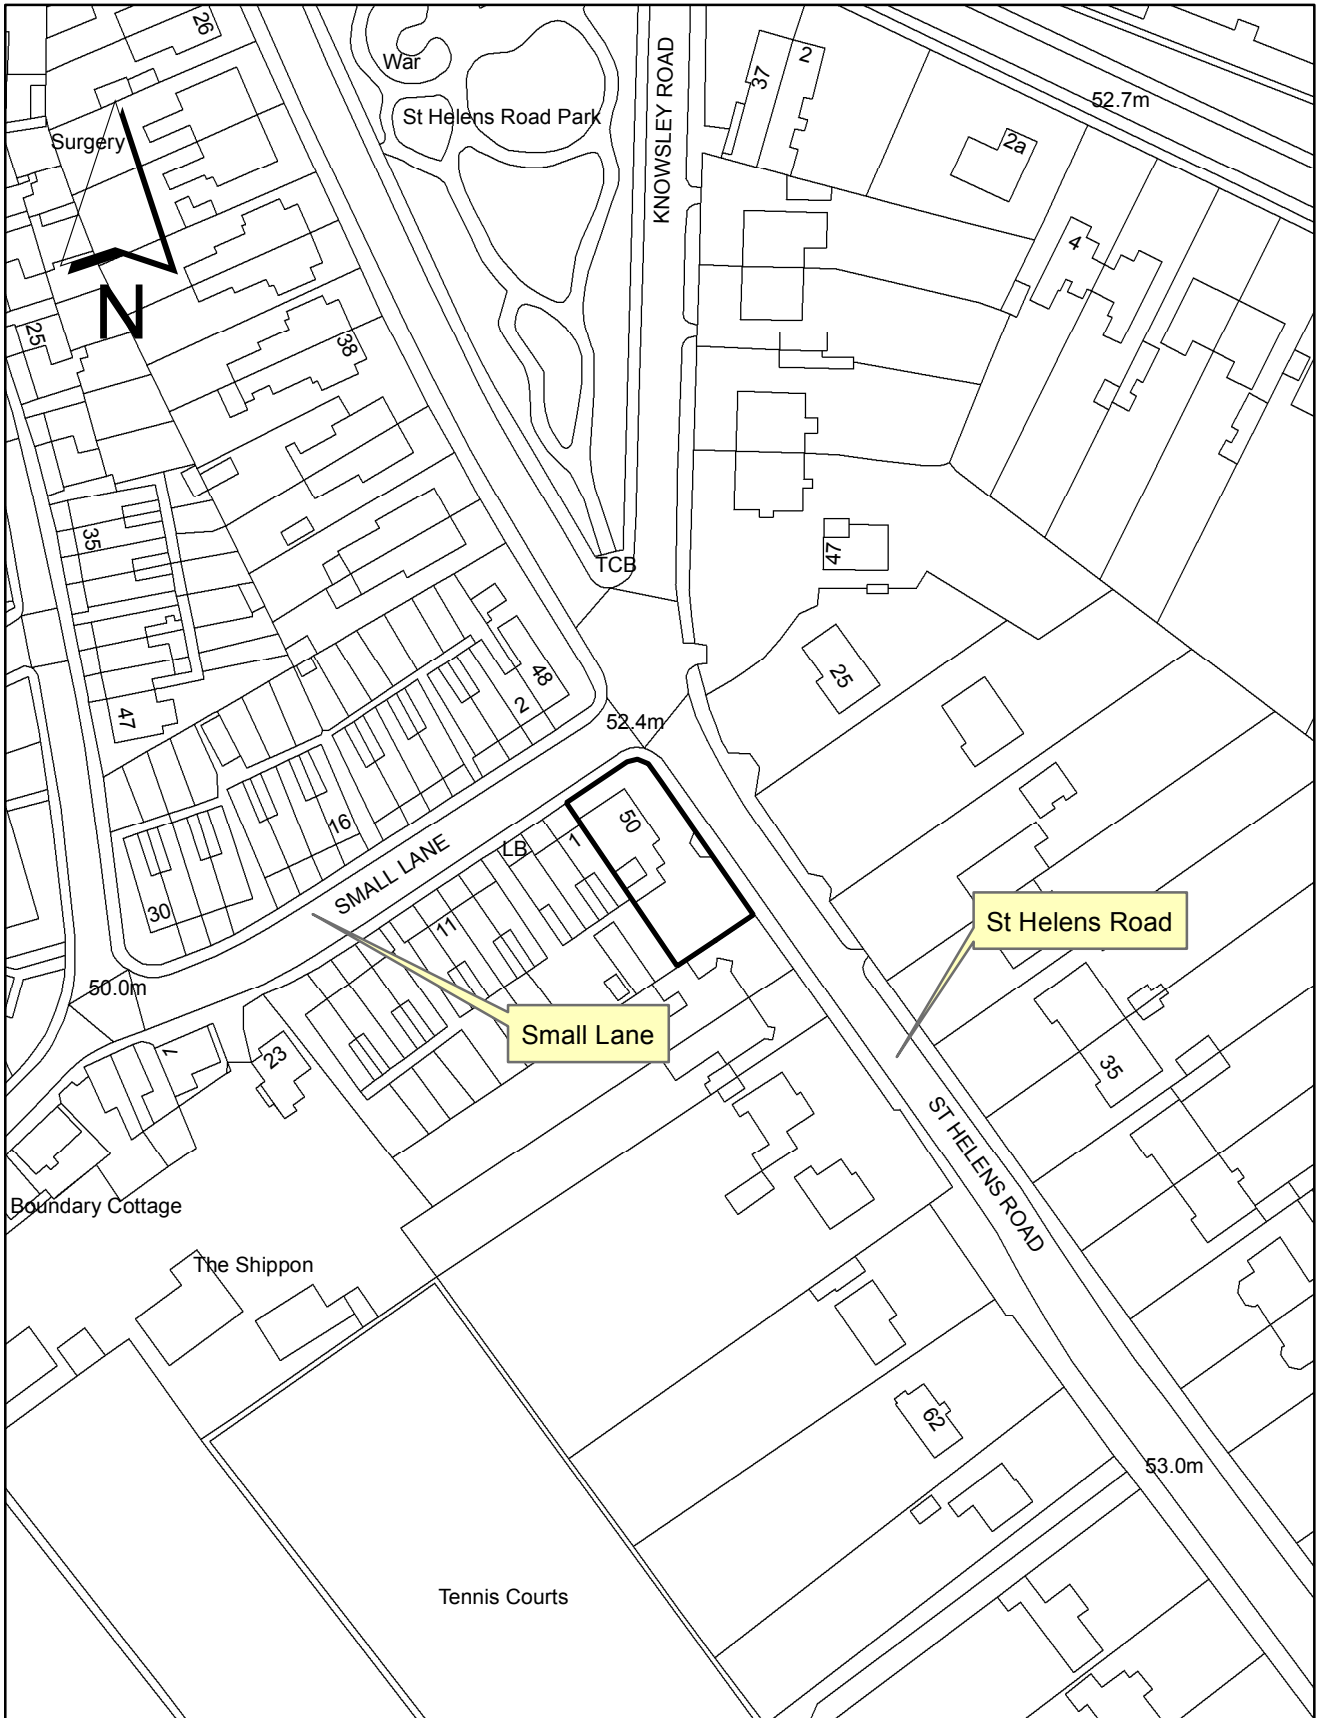 26
War
37
2
52.7m
St Helens Road Park
KNOWSLEY ROAD
Surgery
2a
4
N
25
38
35
47
TCB
25
48
2
47
52.4m
50
16
1
LB
SMALL LANE
30
11
St Helens Road
50.0m
Small Lane
7
23
35
ST HELENS ROAD
Boundary Cottage
The Shippon
62
53.0m
Tennis Courts